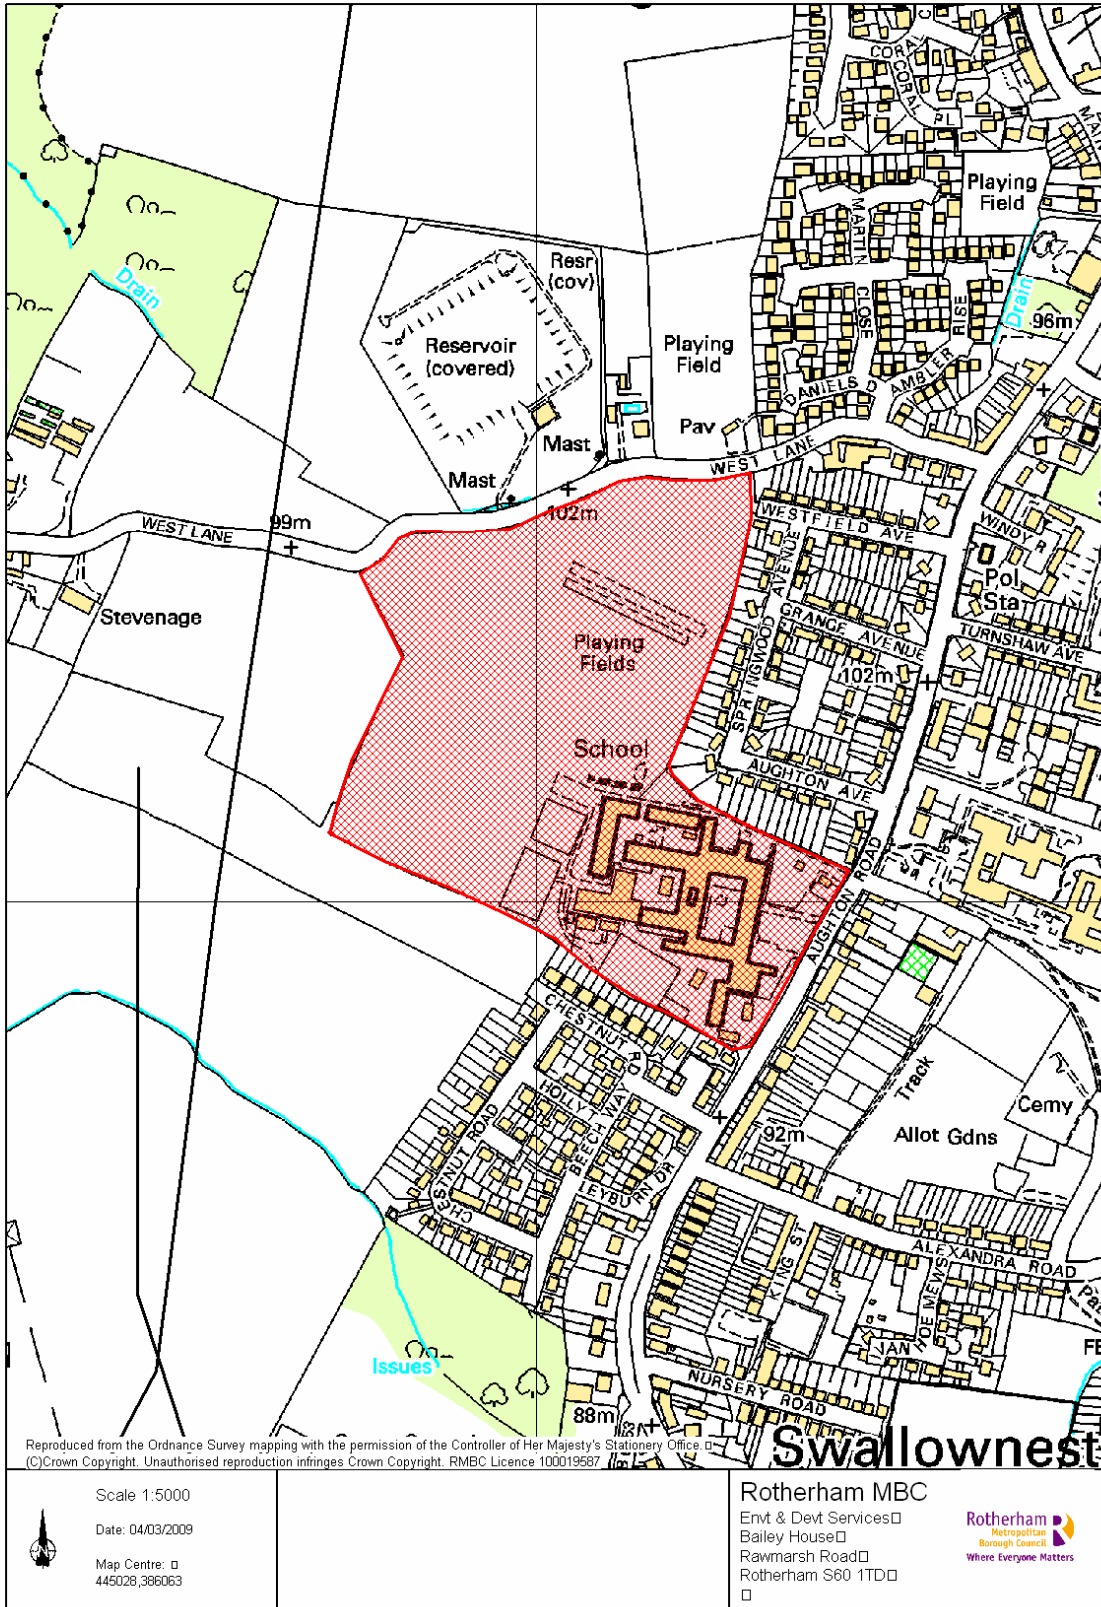 CORAL C
CORAL
PL
MAIN
Playing
Field
MARTIN
CLOSE
Resr
(cov)
Drain
Drain
96m
RISE
AMBLER
DANIELS D
Reservoir
(covered)
Playing
Field
Pav
Mast
Mast
WEST LANE
102m
99m
WEST LANE
WESTFIELD AVE
WINDY R
Pol
Sta
SPRINGWOOD AVENUE
GRANGE AVENUE
TURNSHAW AVE
102m
Stevenage
Playing
Fields
School
AUGHTON AVE
AUGHTON ROAD
CHESTNUT RD
Track
Cemy
HOLLY
BEECH WAY
92m
Allot Gdns
CHESTNUT ROAD
LEYBURN DR
CHE
KING ST
ALEXANDRA ROAD
HOE MEWS
IAN
Issues
NURSERY ROAD
88m
Swallownest
Reproduced from the Ordnance Survey mapping with the permission of the Controller of Her Majesty's Stationery Office.
(C)Crown Copyright. Unauthorised reproduction infringes Crown Copyright. RMBC Licence 100019587
Scale 1:5000
Date: 04/03/2009
Map Centre:
445028,386063
N
Rotherham MBC
Envt & Devt Services
Bailey House
Rawmarsh Road
Rotherham S60 1TD
Rotherham
Metropolitan
Borough Council
Where Everyone Matters